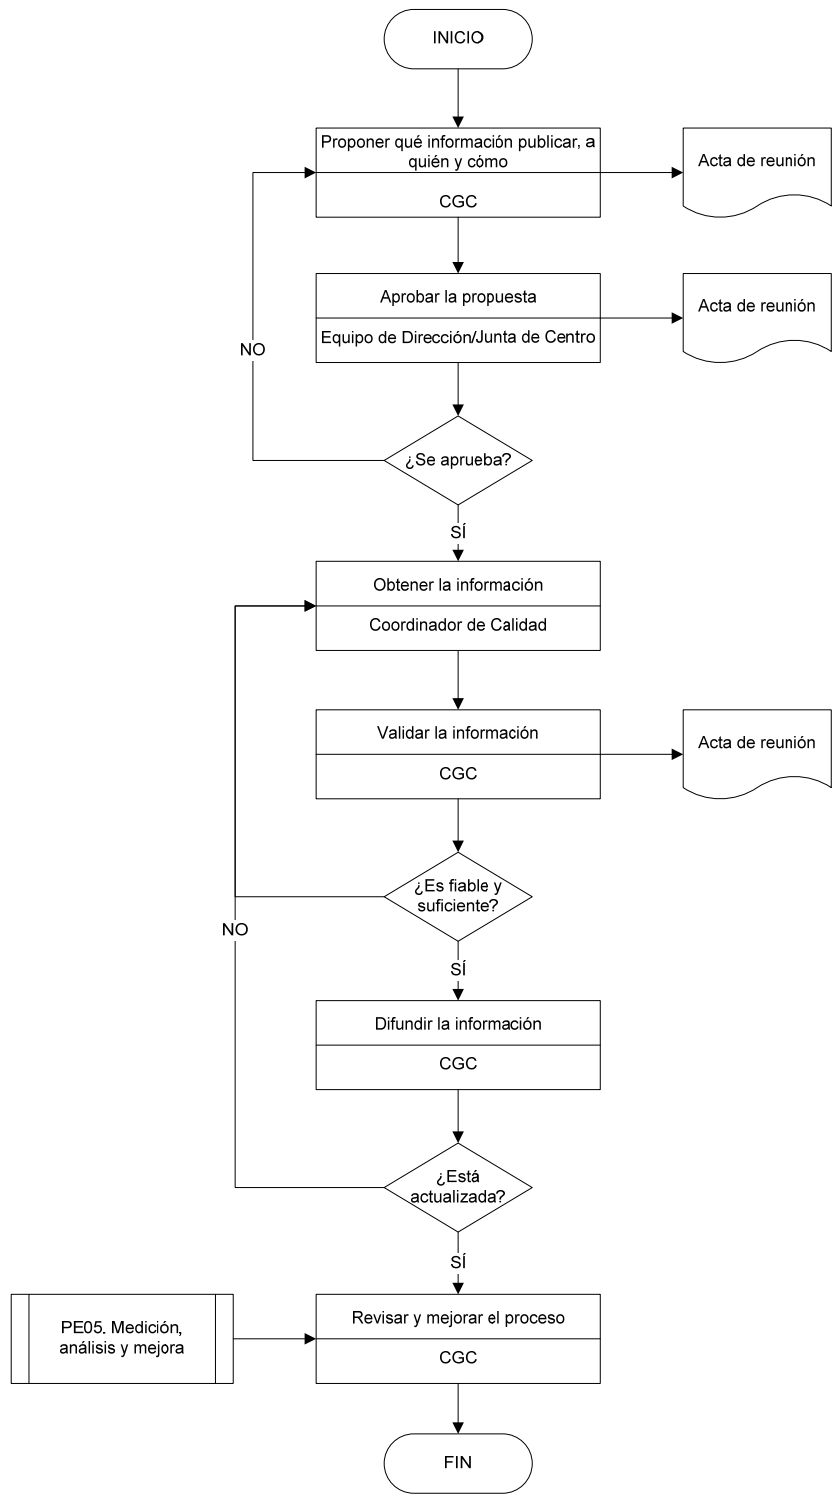 INICIO
Proponer qué información publicar, a
quién y cómo
CGC
Acta de reunión
Aprobar la propuesta
Equipo de Dirección/Junta de Centro
Acta de reunión
NO
¿Se aprueba?
SÍ
Obtener la información
Coordinador de Calidad
Validar la información
CGC
Acta de reunión
¿Es fiable y
suficiente?
NO
SÍ
Difundir la información
CGC
¿Está
actualizada?
SÍ
PE05. Medición,
análisis y mejora
Revisar y mejorar el proceso
CGC
FIN